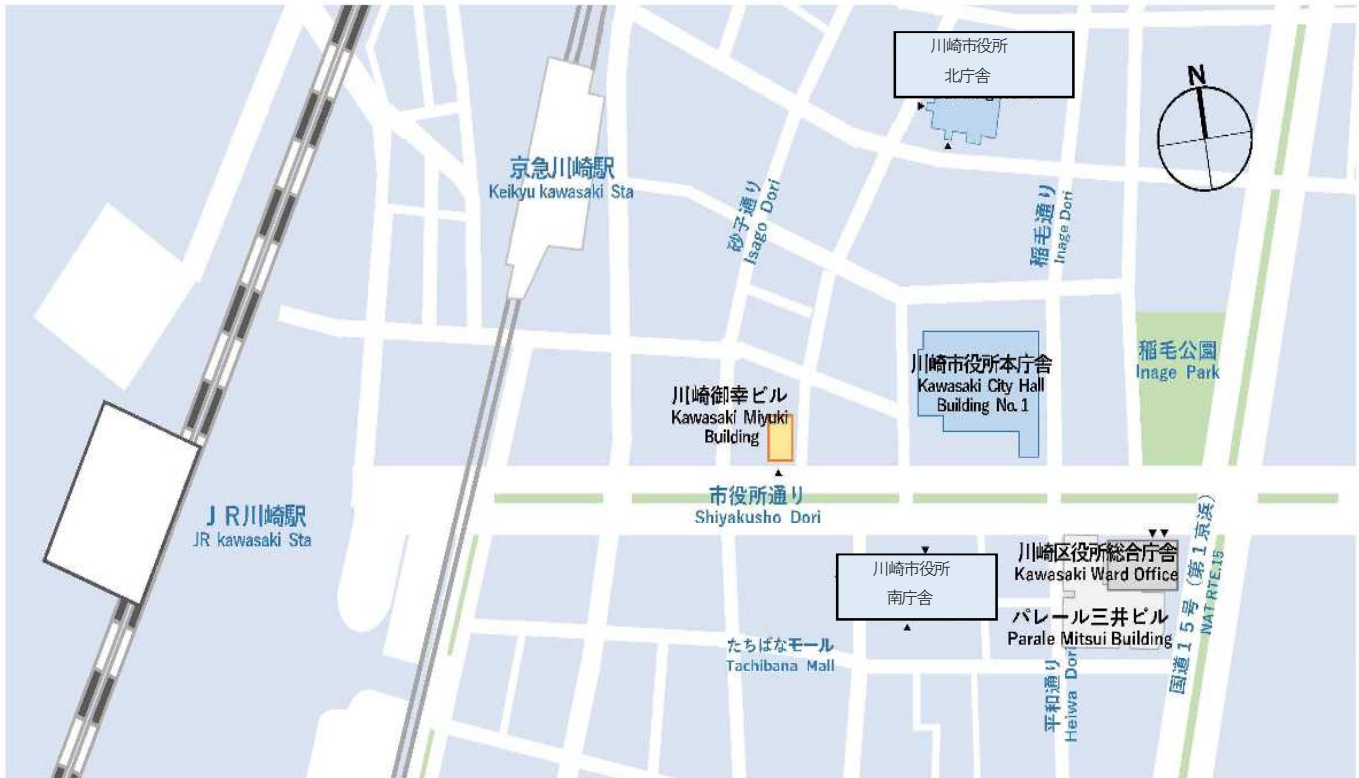 川崎市役所
北庁舎
N
京急川崎駅
Keikyu kawasaki Sta
砂子通り
Isago Dori
稲毛通り
Inage Dori
川崎市役所本庁舎
Kawasaki City Hall
Building No.1
稲毛公園
Inage Park
川崎御幸ビル
Kawasaki Miyuki
Building
市役所通り
Shiyakusho Dori
JR川崎駅
JR kawasaki Sta
川崎市役所
南庁舎
川崎区役所総合庁舎
Kawasaki Ward Office
パレール三井ビル
Parale Mitsui Building
国道15号(第1京浜)
NAT RTE.15
たちばなモール
Tachibana Mall
平和通り
Heiwa Dori